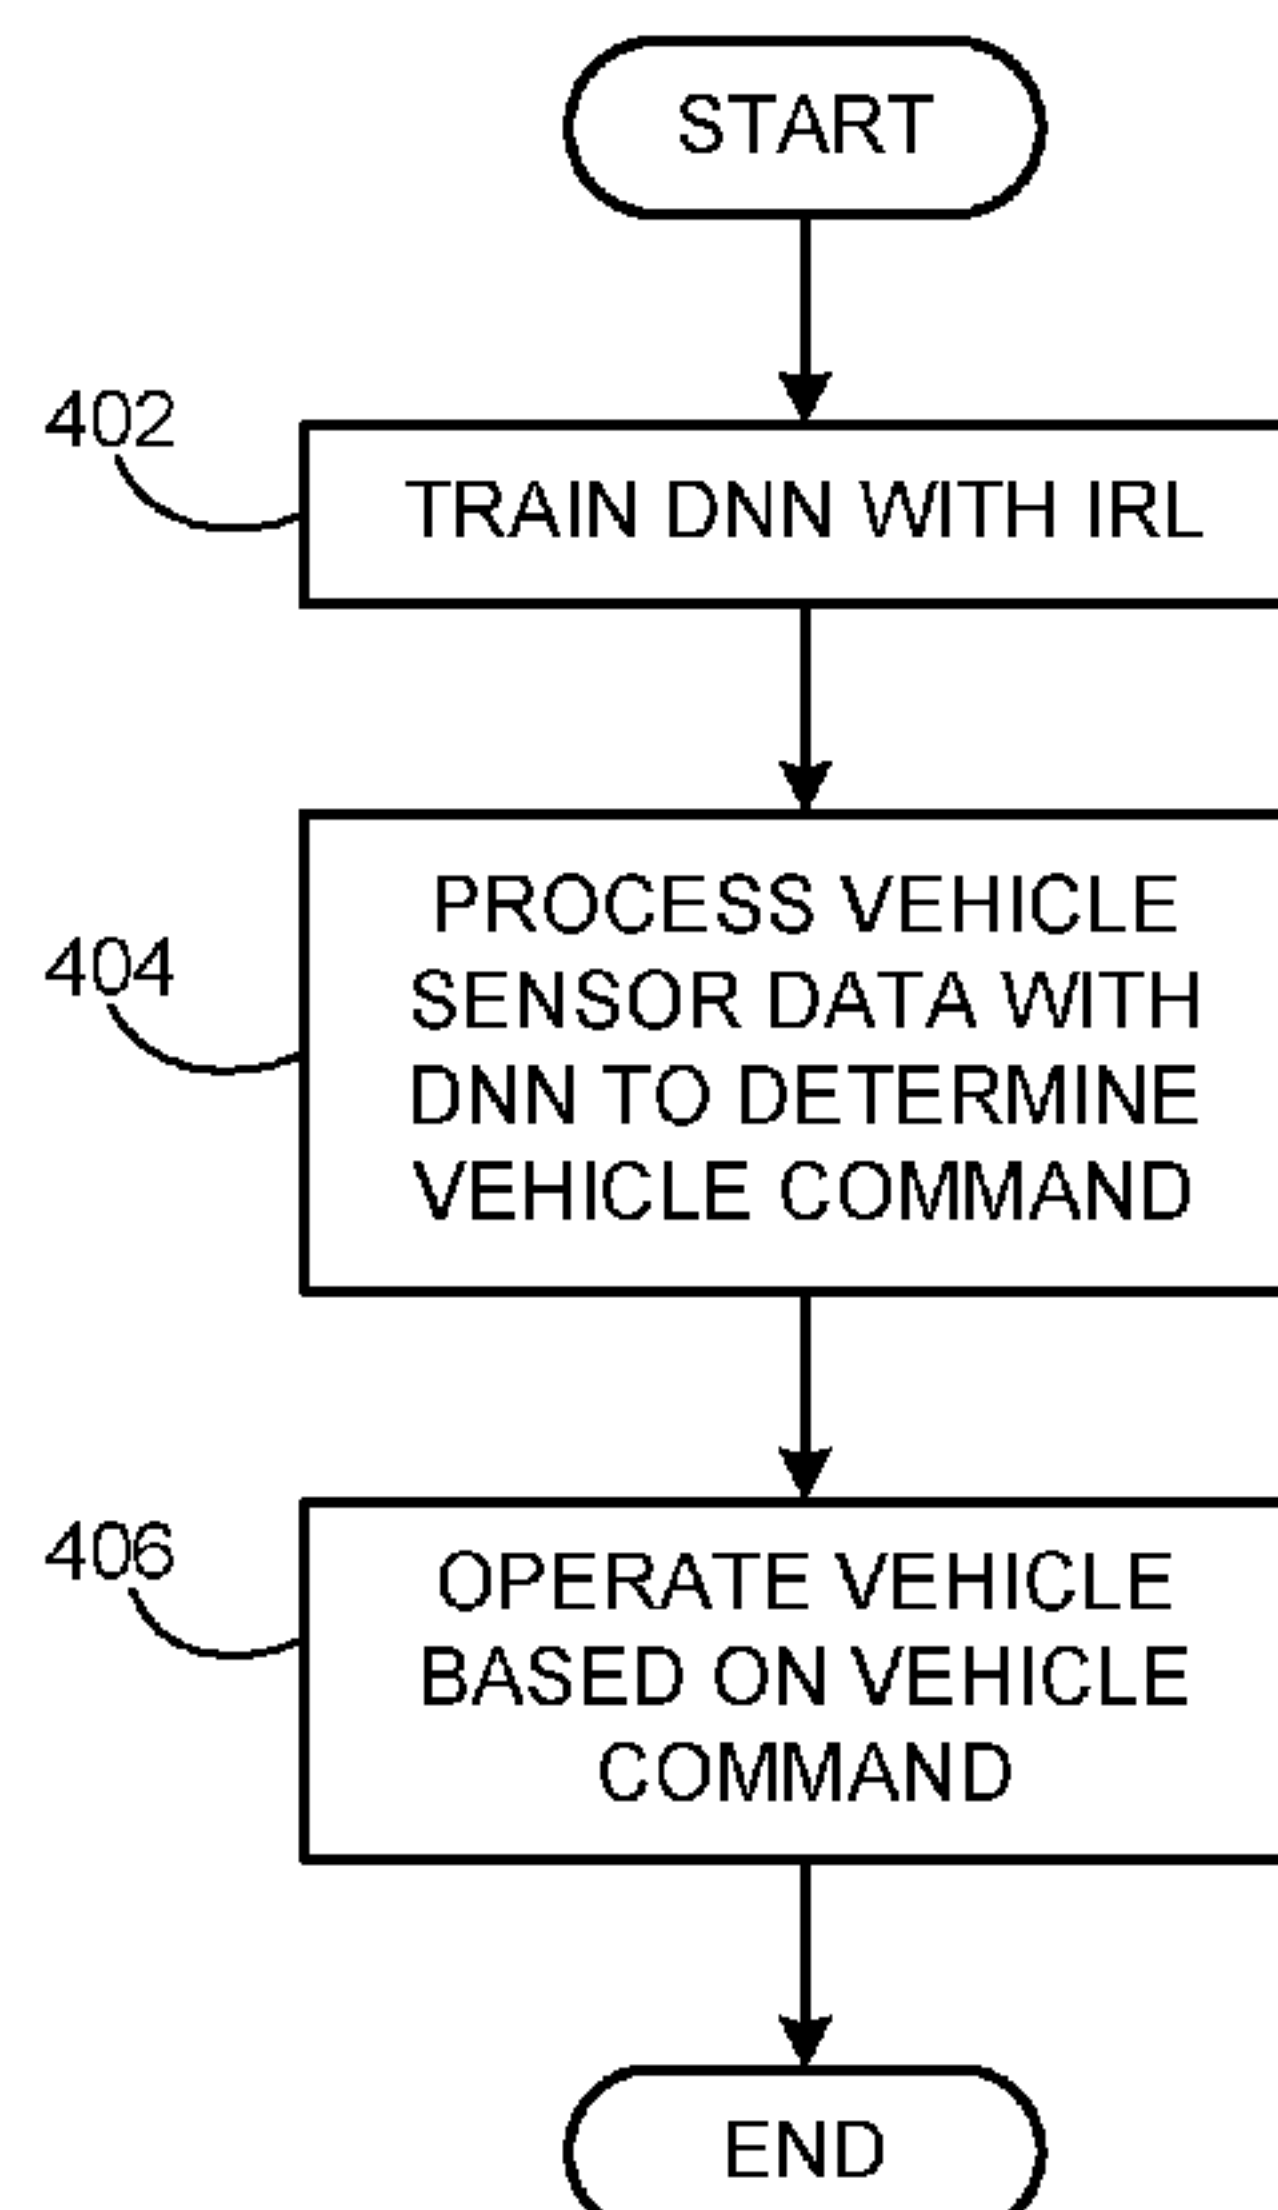 START
402
TRAIN DNN WITH IRL
404
PROCESS VEHICLE
SENSOR DATA WITH
DNN TO DETERMINE
VEHICLE COMMAND
406
OPERATE VEHICLE
BASED ON VEHICLE
COMMAND
END